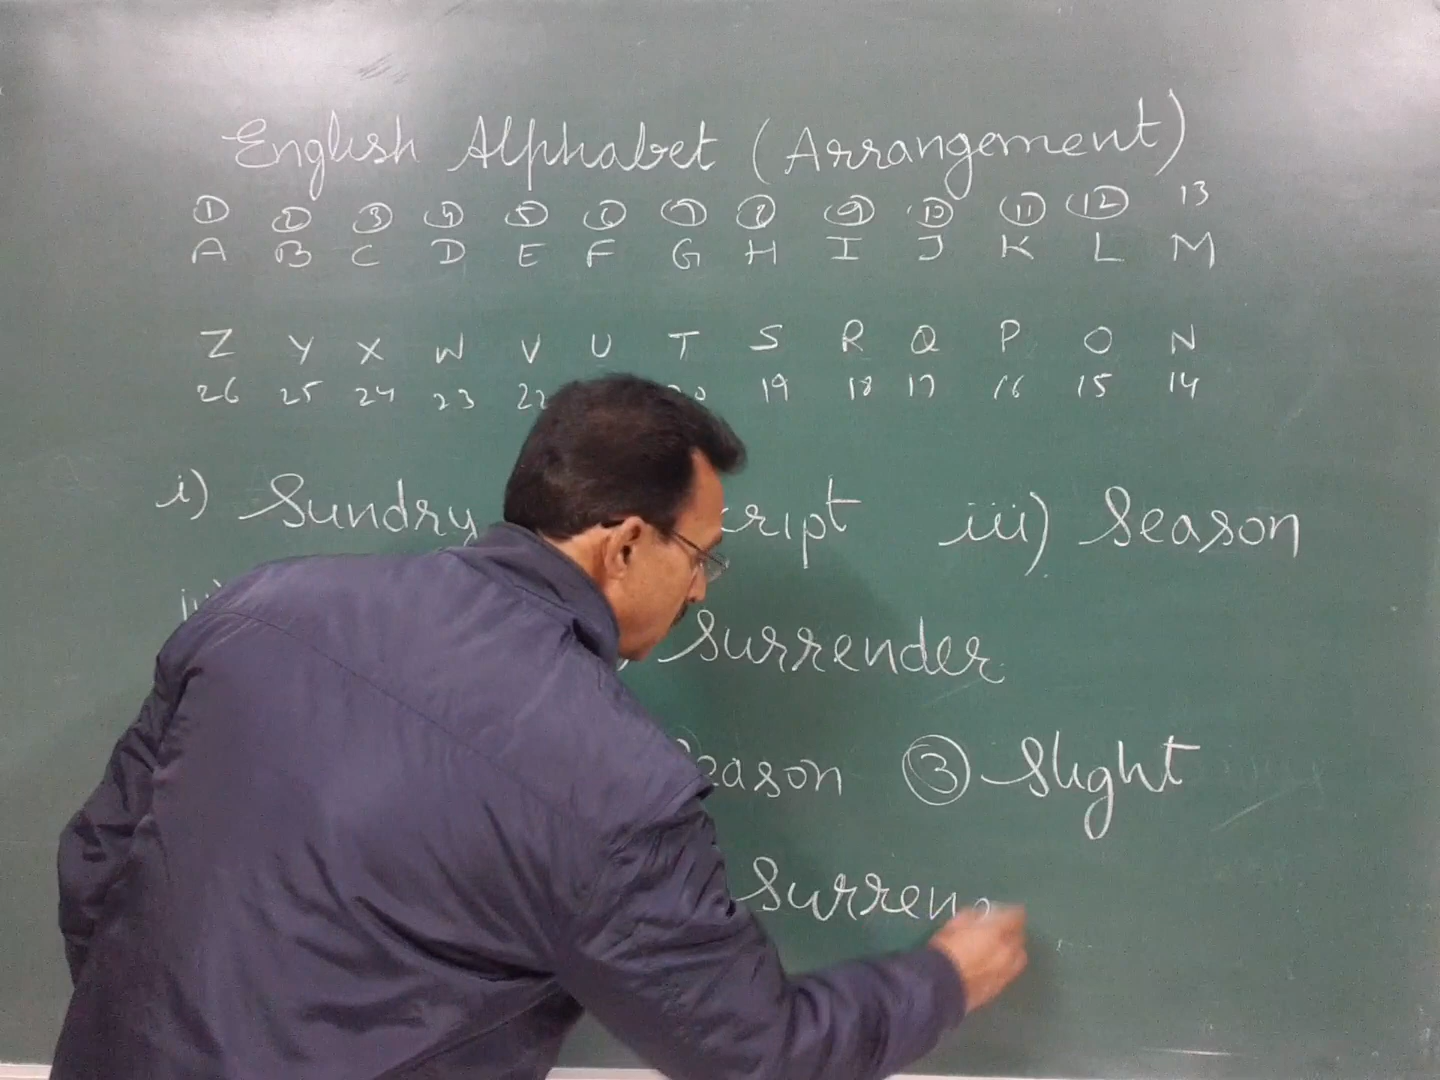 English Alphabet (Arrangement)
1 2 3 4 5 6 7 8 9 10 11 12 13
A B C D E F G H I J K L M
Z Y X W V U T S R Q P O N
26 25 24 23 22 19 18 17 16 15 14
i) Sundry cript iii) Season
Surrender
eason 3 Slight
Surren